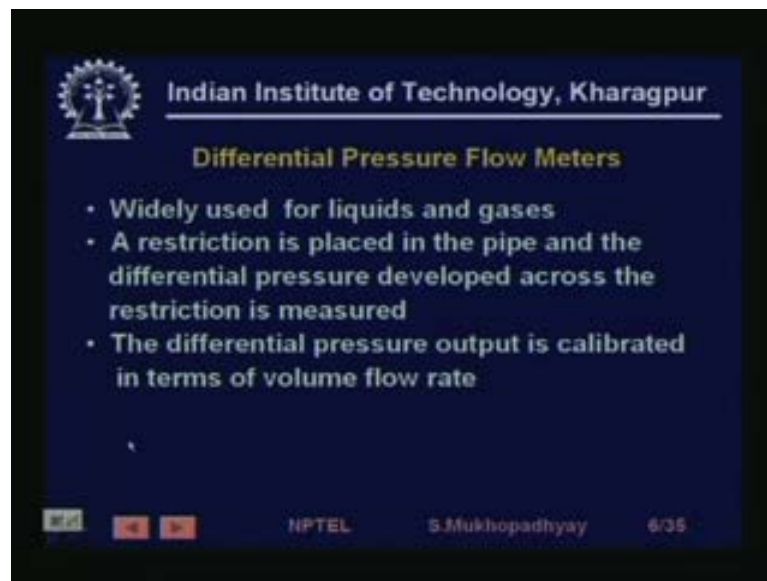 Indian Institute of Technology, Kharagpur
Differential Pressure Flow Meters
• Widely used for liquids and gases
• A restriction is placed in the pipe and the
differential pressure developed across the
restriction is measured
• The differential pressure output is calibrated
in terms of volume flow rate
NPTEL S.Mukhopadhyay 6/35